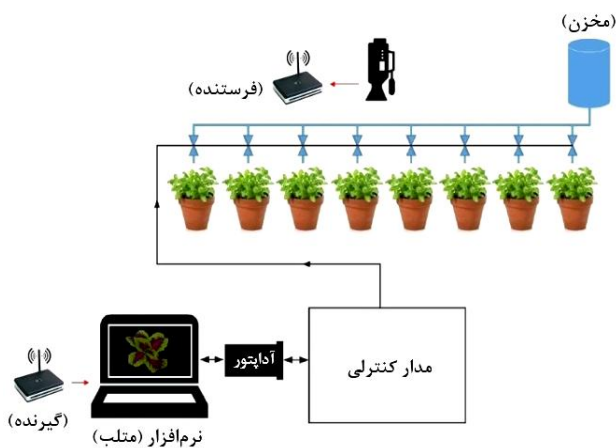 (مخزن)
(فرستنده)
مدار کنترلی
آداپتور
(گیرنده)
نرم‌افزار (متلب)